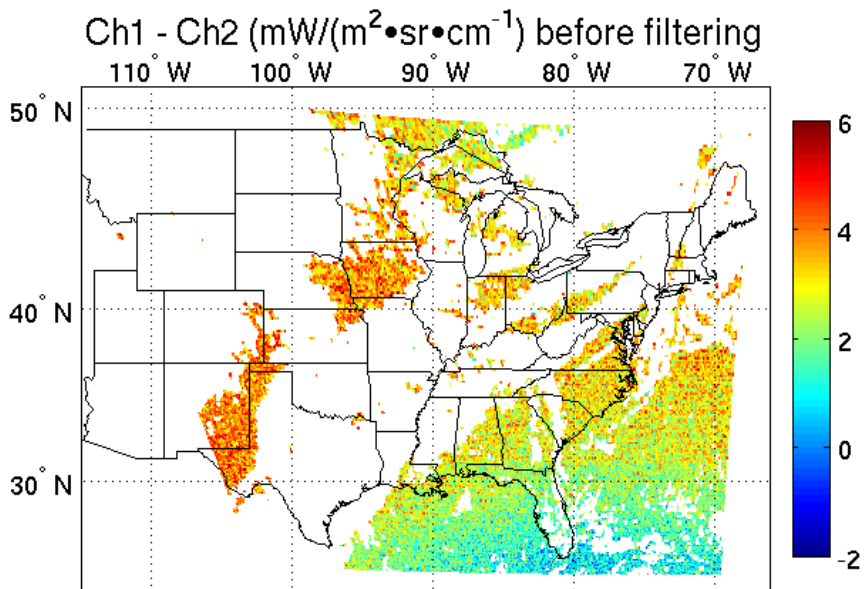 Ch1 - Ch2 (mW/(m²•sr•cm⁻¹) before filtering
110° W 100° W 90° W 80° W 70° W
50° N
40° N
30° N
6
4
2
0
-2